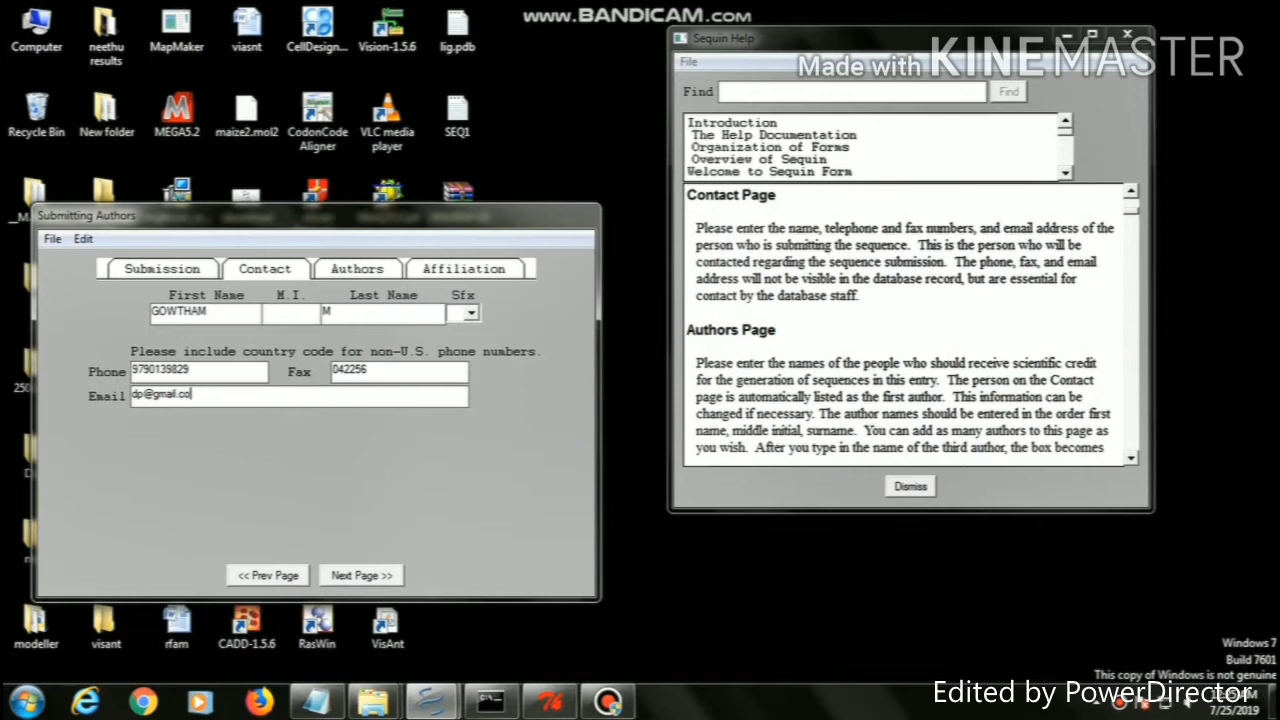 www.BANDICAM.com
Made with KINEMASTER
Computer
neethu results
MapMaker
viasnt
CellDesign...
Vision-1.5.6
lig.pdb
Recycle Bin
New folder
MEGA5.2
maize2.mol2
CodonCode Aligner
VLC media player
SEQ1
Submitting Authors
File Edit
Submission Contact Authors Affiliation
First Name M.I. Last Name Sfx
GOWTHAM M
Please include country code for non-U.S. phone numbers.
Phone 9790139829 Fax 042256
Email dp@gmail.co
<< Prev Page Next Page >>
Sequin Help
File
Find Find
Introduction
The Help Documentation
Organization of Forms
Overview of Sequin
Welcome to Sequin Form
Contact Page
Please enter the name, telephone and fax numbers, and email address of the
person who is submitting the sequence. This is the person who will be
contacted regarding the sequence submission. The phone, fax, and email
address will not be visible in the database record, but are essential for
contact by the database staff.
Authors Page
Please enter the names of the people who should receive scientific credit
for the generation of sequences in this entry. The person on the Contact
page is automatically listed as the first author. This information can be
changed if necessary. The author names should be entered in the order first
name, middle initial, surname. You can add as many authors to this page as
you wish. After you type in the name of the third author, the box becomes
Dismiss
modeller
visant
rfam
CADD-1.5.6
RasWin
VisAnt
Windows 7
Build 7601
This copy of Windows is not genuine
Edited by PowerDirector
7/25/2019